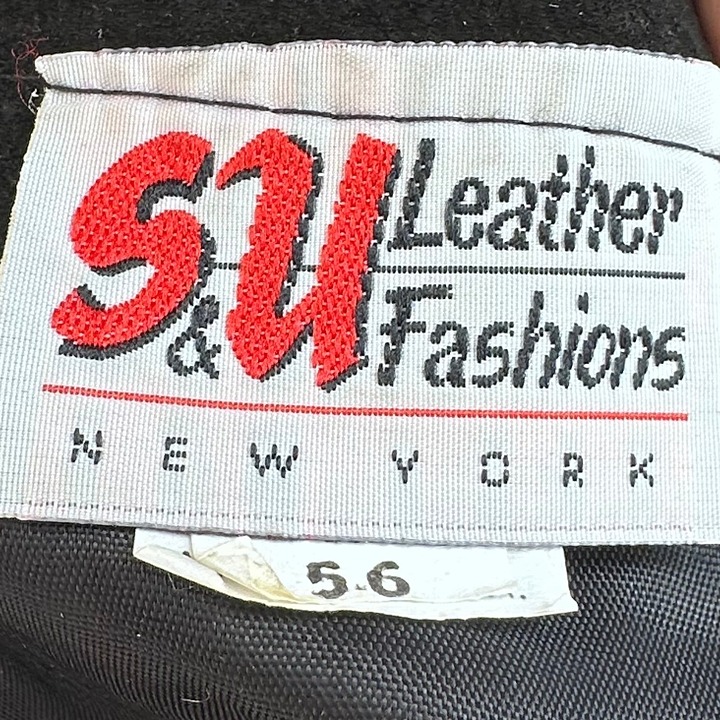 SU Leather
& Fashions
NEW YORK
56